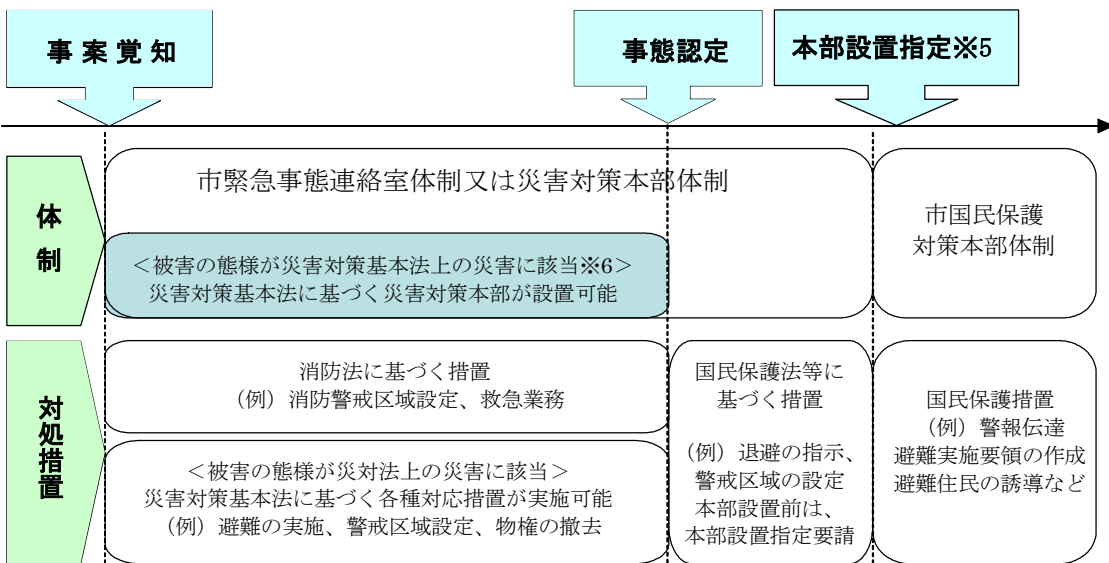 事案覚知
事態認定
本部設置指定※5
体制
市緊急事態連絡室体制又は災害対策本部体制
＜被害の態様が災害対策基本法上の災害に該当※6＞
災害対策基本法に基づく災害対策本部が設置可能
市国民保護
対策本部体制
対処措置
消防法に基づく措置
（例）消防警戒区域設定、救急業務
＜被害の態様が災対法上の災害に該当＞
災害対策基本法に基づく各種対応措置が実施可能
（例）避難の実施、警戒区域設定、物権の撤去
国民保護法等に
基づく措置
（例）退避の指示、
警戒区域の設定
本部設置前は、
本部設置指定要請
国民保護措置
（例）警報伝達
避難実施要領の作成
避難住民の誘導など